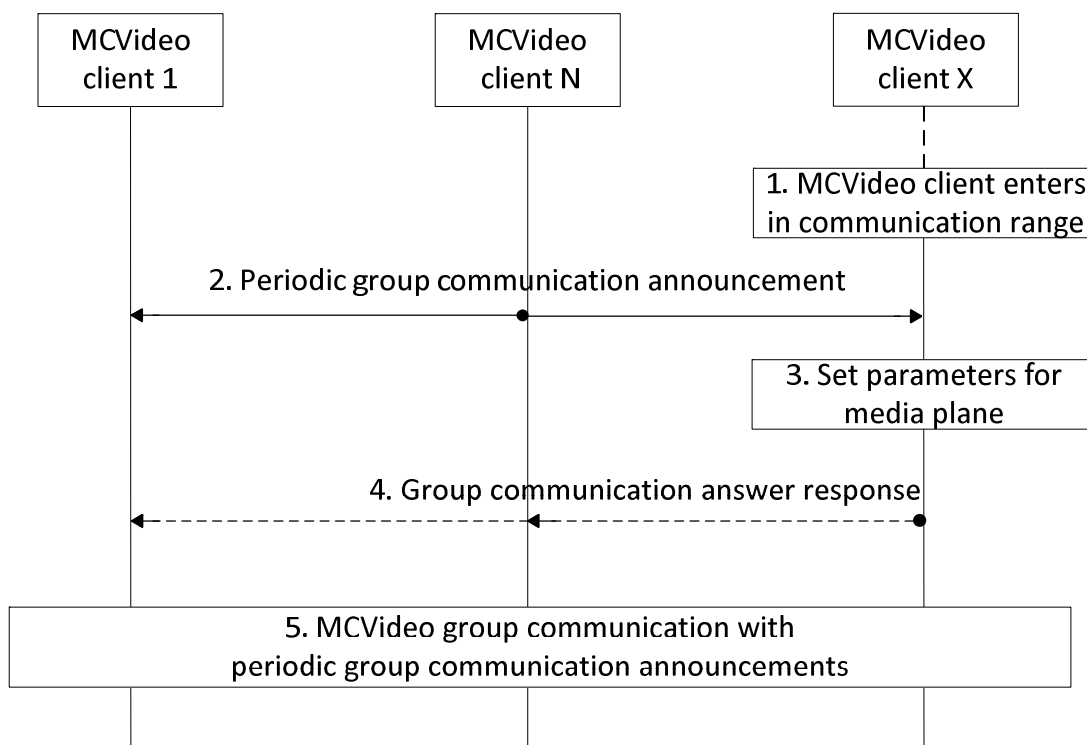 MCVideo
client 1
MCVideo
client N
MCVideo
client X
1. MCVideo client enters
in communication range
2. Periodic group communication announcement
3. Set parameters for
media plane
4. Group communication answer response
5. MCVideo group communication with
periodic group communication announcements